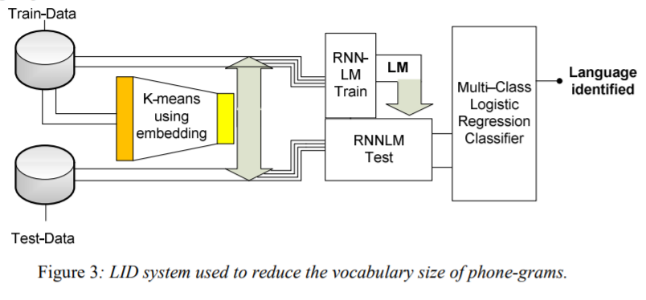 Train-Data
K-means
using
embedding
RNN-
LM
Train
LM
RNNLM
Test
Multi–Class
Logistic
Regression
Classifier
Language
identified
Test-Data
Figure 3: LID system used to reduce the vocabulary size of phone-grams.